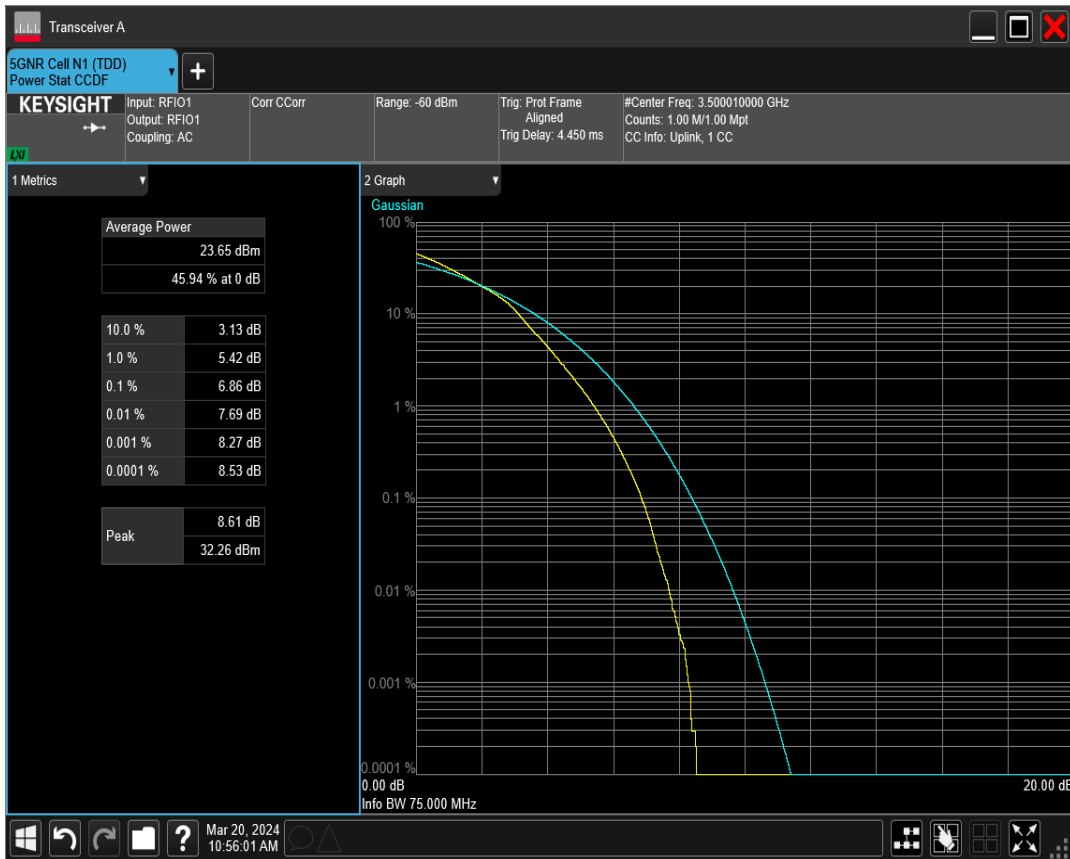 Transceiver A
5GNR Cell N1 (TDD)
Power Stat CCDF
+
KEYSIGHT
LXI
Input: RFIO1
Output: RFIO1
Coupling: AC
Corr CCorr
Range: -60 dBm
Trig: Prot Frame
Aligned
Trig Delay: 4.450 ms
#Center Freq: 3.500010000 GHz
Counts: 1.00 M/1.00 Mpt
CC Info: Uplink, 1 CC
1 Metrics
Average Power
23.65 dBm
45.94 % at 0 dB
10.0 % 3.13 dB
1.0 % 5.42 dB
0.1 % 6.86 dB
0.01 % 7.69 dB
0.001 % 8.27 dB
0.0001 % 8.53 dB
Peak
8.61 dB
32.26 dBm
2 Graph
Gaussian
100 %
10 %
1 %
0.1 %
0.01 %
0.001 %
0.0001 %
0.00 dB 20.00 dB
Info BW 75.000 MHz
?
Mar 20, 2024
10:56:01 AM